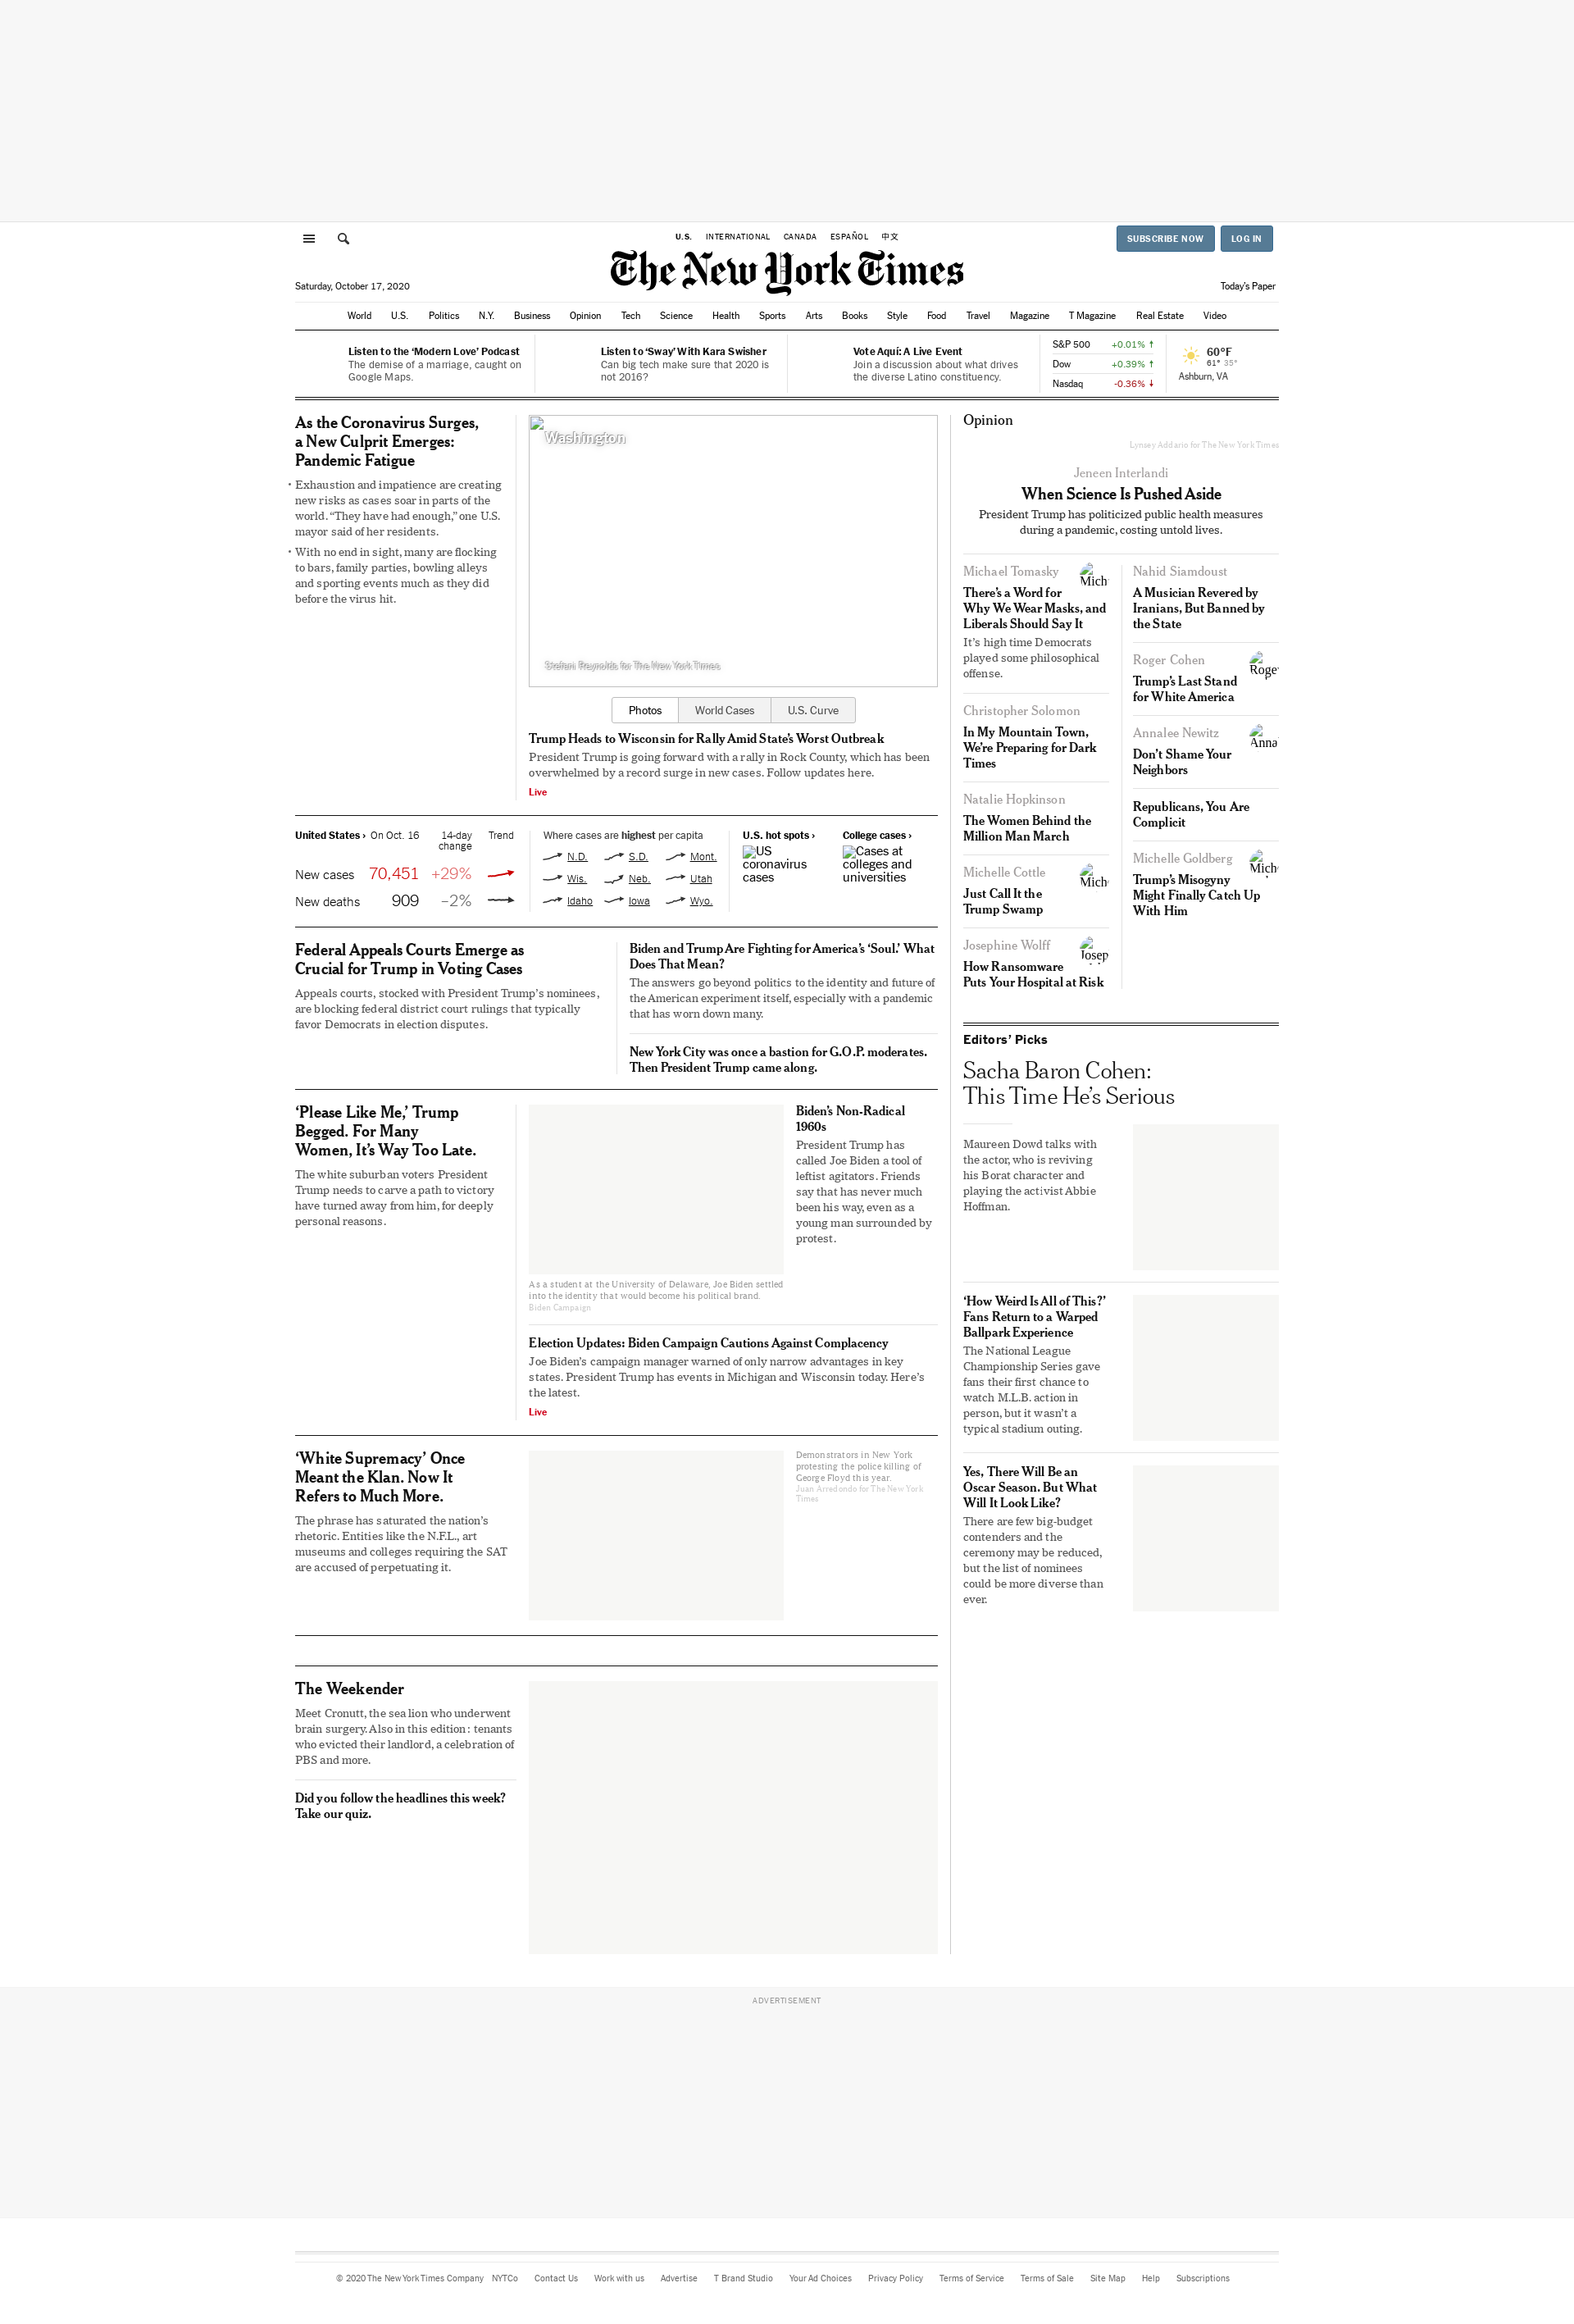 U.S. INTERNATIONAL CANADA ESPAÑOL 中文
SUBSCRIBE NOW LOG IN
The New York Times
Saturday, October 17, 2020
Today's Paper
World U.S. Politics N.Y. Business Opinion Tech Science Health Sports Arts Books Style Food Travel Magazine T Magazine Real Estate Video
Listen to the ‘Modern Love’ Podcast
The demise of a marriage, caught on
Google Maps.
Listen to ‘Sway’ With Kara Swisher
Can big tech make sure that 2020 is
not 2016?
Vote Aquí: A Live Event
Join a discussion about what drives
the diverse Latino constituency.
S&P 500 +0.01% ↑
Dow +0.39% ↑
Nasdaq -0.36% ↓
60°F
61° 35°
Ashburn, VA
As the Coronavirus Surges,
a New Culprit Emerges:
Pandemic Fatigue
• Exhaustion and impatience are creating
new risks as cases soar in parts of the
world. “They have had enough,” one U.S.
mayor said of her residents.
• With no end in sight, many are flocking
to bars, family parties, bowling alleys
and sporting events much as they did
before the virus hit.
Washington
Stefani Reynolds for The New York Times
Photos World Cases U.S. Curve
Trump Heads to Wisconsin for Rally Amid State’s Worst Outbreak
President Trump is going forward with a rally in Rock County, which has been
overwhelmed by a record surge in new cases. Follow updates here.
Live
United States › On Oct. 16 14-day Trend
change
New cases 70,451 +29%
New deaths 909 –2%
Where cases are highest per capita
N.D. S.D. Mont.
Wis. Neb. Utah
Idaho Iowa Wyo.
U.S. hot spots ›
US
coronavirus
cases
College cases ›
Cases at
colleges and
universities
Federal Appeals Courts Emerge as
Crucial for Trump in Voting Cases
Appeals courts, stocked with President Trump’s nominees,
are blocking federal district court rulings that typically
favor Democrats in election disputes.
Biden and Trump Are Fighting for America’s ‘Soul.’ What
Does That Mean?
The answers go beyond politics to the identity and future of
the American experiment itself, especially with a pandemic
that has worn down many.
New York City was once a bastion for G.O.P. moderates.
Then President Trump came along.
‘Please Like Me,’ Trump
Begged. For Many
Women, It’s Way Too Late.
The white suburban voters President
Trump needs to carve a path to victory
have turned away from him, for deeply
personal reasons.
As a student at the University of Delaware, Joe Biden settled
into the identity that would become his political brand.
Biden Campaign
Biden’s Non-Radical
1960s
President Trump has
called Joe Biden a tool of
leftist agitators. Friends
say that has never much
been his way, even as a
young man surrounded by
protest.
Election Updates: Biden Campaign Cautions Against Complacency
Joe Biden’s campaign manager warned of only narrow advantages in key
states. President Trump has events in Michigan and Wisconsin today. Here’s
the latest.
Live
‘White Supremacy’ Once
Meant the Klan. Now It
Refers to Much More.
The phrase has saturated the nation’s
rhetoric. Entities like the N.F.L., art
museums and colleges requiring the SAT
are accused of perpetuating it.
Demonstrators in New York
protesting the police killing of
George Floyd this year.
Juan Arredondo for The New York
Times
The Weekender
Meet Cronutt, the sea lion who underwent
brain surgery. Also in this edition: tenants
who evicted their landlord, a celebration of
PBS and more.
Did you follow the headlines this week?
Take our quiz.
Opinion
Lynsey Addario for The New York Times
Jeneen Interlandi
When Science Is Pushed Aside
President Trump has politicized public health measures
during a pandemic, costing untold lives.
Michael Tomasky
Mich
There’s a Word for
Why We Wear Masks, and
Liberals Should Say It
It’s high time Democrats
played some philosophical
offense.
Christopher Solomon
In My Mountain Town,
We’re Preparing for Dark
Times
Natalie Hopkinson
The Women Behind the
Million Man March
Michelle Cottle
Mich
Just Call It the
Trump Swamp
Josephine Wolff
Josep
How Ransomware
Puts Your Hospital at Risk
Nahid Siamdoust
A Musician Revered by
Iranians, But Banned by
the State
Roger Cohen
Roger
Trump’s Last Stand
for White America
Annalee Newitz
Anna
Don’t Shame Your
Neighbors
Republicans, You Are
Complicit
Michelle Goldberg
Mich
Trump’s Misogyny
Might Finally Catch Up
With Him
Editors’ Picks
Sacha Baron Cohen:
This Time He’s Serious
Maureen Dowd talks with
the actor, who is reviving
his Borat character and
playing the activist Abbie
Hoffman.
‘How Weird Is All of This?’
Fans Return to a Warped
Ballpark Experience
The National League
Championship Series gave
fans their first chance to
watch M.L.B. action in
person, but it wasn’t a
typical stadium outing.
Yes, There Will Be an
Oscar Season. But What
Will It Look Like?
There are few big-budget
contenders and the
ceremony may be reduced,
but the list of nominees
could be more diverse than
ever.
ADVERTISEMENT
© 2020 The New York Times Company NYTCo Contact Us Work with us Advertise T Brand Studio Your Ad Choices Privacy Policy Terms of Service Terms of Sale Site Map Help Subscriptions